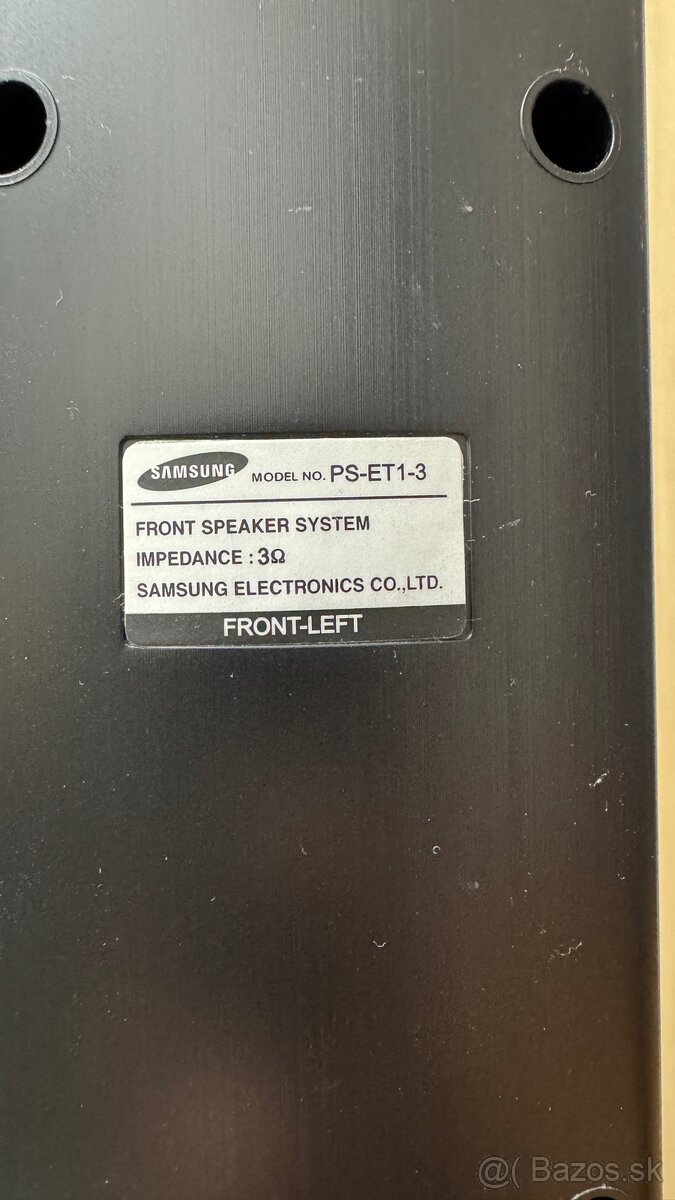 SAMSUNG MODEL NO. PS-ET1-3
FRONT SPEAKER SYSTEM
IMPEDANCE : 3Ω
SAMSUNG ELECTRONICS CO.,LTD.
FRONT-LEFT
@( Bazos.sk